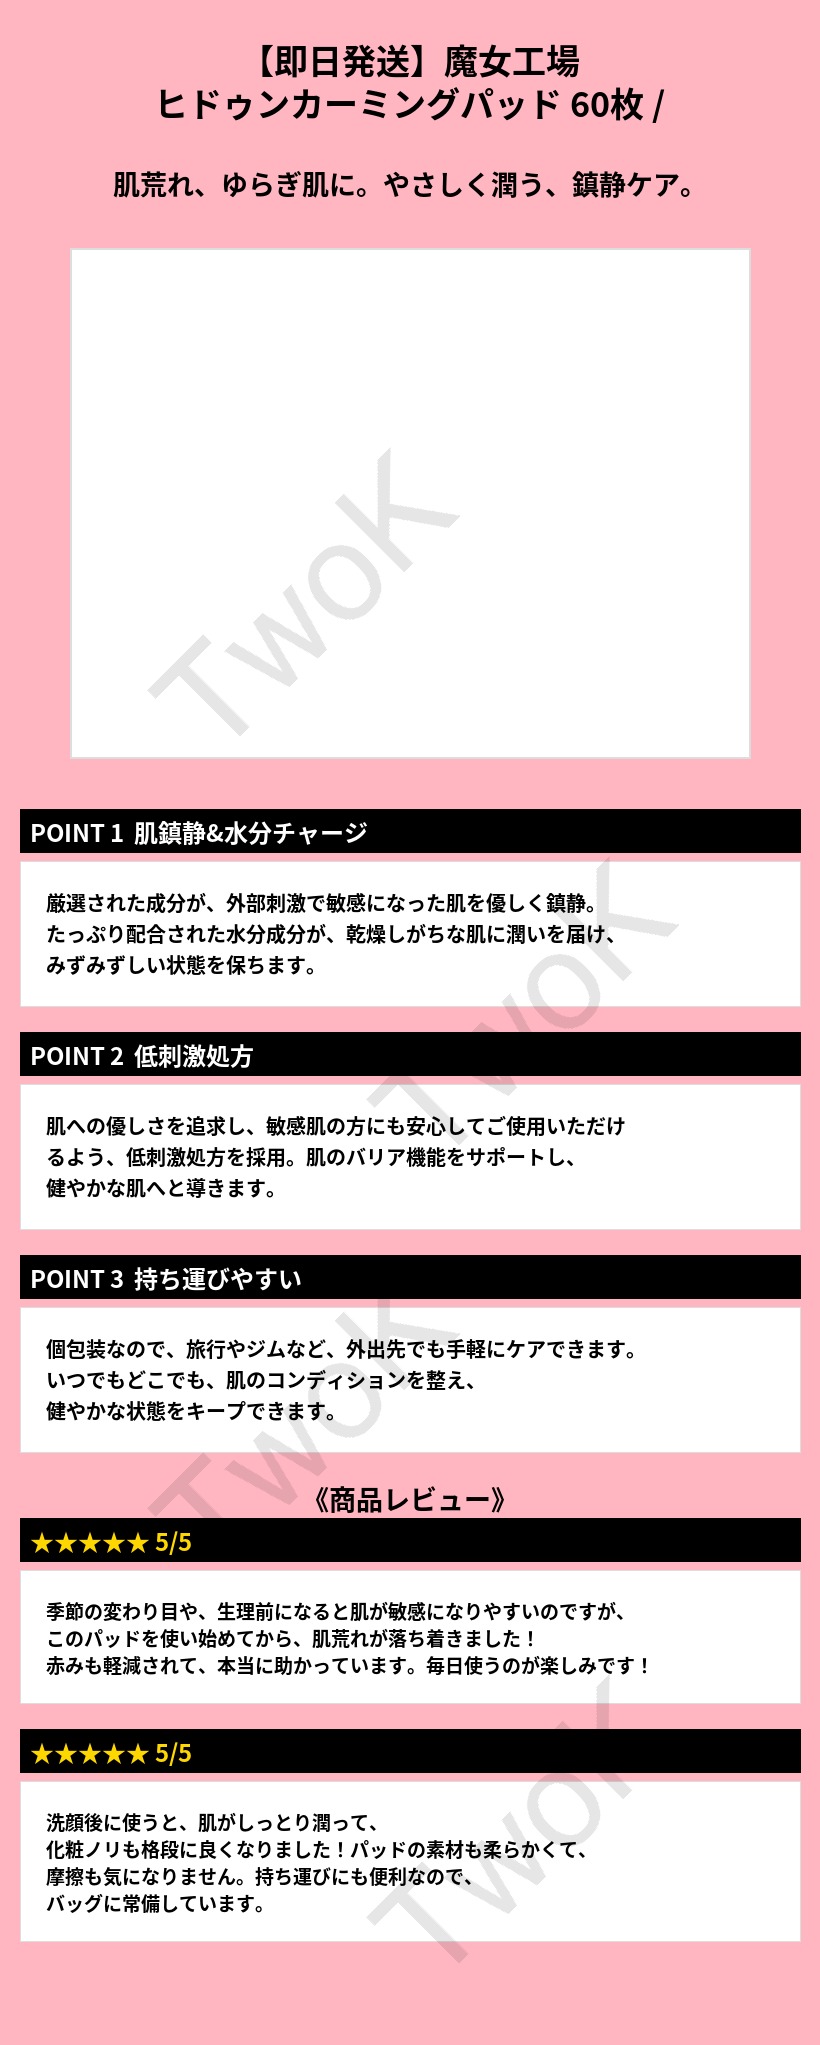 【即日発送】魔女工場
ヒドゥンカーミングパッド 60枚 /
肌荒れ、ゆらぎ肌に。やさしく潤う、鎮静ケア。
TwoK
POINT 1 肌鎮静&水分チャージ
厳選された成分が、外部刺激で敏感になった肌を優しく鎮静。
たっぷり配合された水分成分が、乾燥しがちな肌に潤いを届け、
みずみずしい状態を保ちます。
TwoK
POINT 2 低刺激処方
肌への優しさを追求し、敏感肌の方にも安心してご使用いただけ
るよう、低刺激処方を採用。肌のバリア機能をサポートし、
健やかな肌へと導きます。
POINT 3 持ち運びやすい
個包装なので、旅行やジムなど、外出先でも手軽にケアできます。
いつでもどこでも、肌のコンディションを整え、
健やかな状態をキープできます。
TwoK
《商品レビュー》
★★★★★ 5/5
季節の変わり目や、生理前になると肌が敏感になりやすいのですが、
このパッドを使い始めてから、肌荒れが落ち着きました！
赤みも軽減されて、本当に助かっています。毎日使うのが楽しみです！
★★★★★ 5/5
洗顔後に使うと、肌がしっとり潤って、
化粧ノリも格段に良くなりました！パッドの素材も柔らかくて、
摩擦も気になりません。持ち運びにも便利なので、
バッグに常備しています。
TwoK